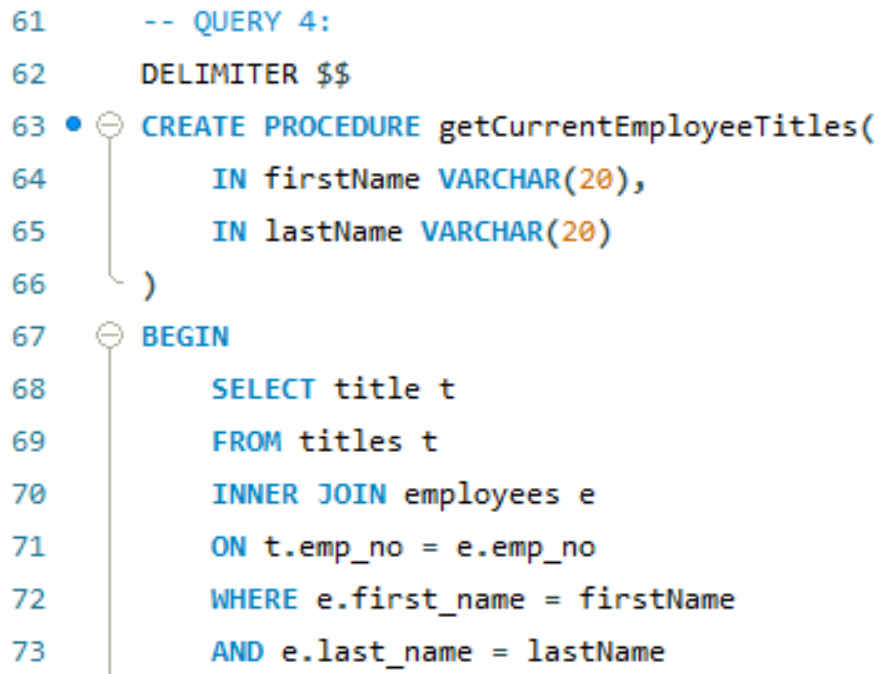 61 -- QUERY 4:
62 DELIMITER $$
63 CREATE PROCEDURE getCurrentEmployeeTitles(
64 IN firstName VARCHAR(20),
65 IN lastName VARCHAR(20)
66 )
67 BEGIN
68 SELECT title t
69 FROM titles t
70 INNER JOIN employees e
71 ON t.emp_no = e.emp_no
72 WHERE e.first_name = firstName
73 AND e.last_name = lastName